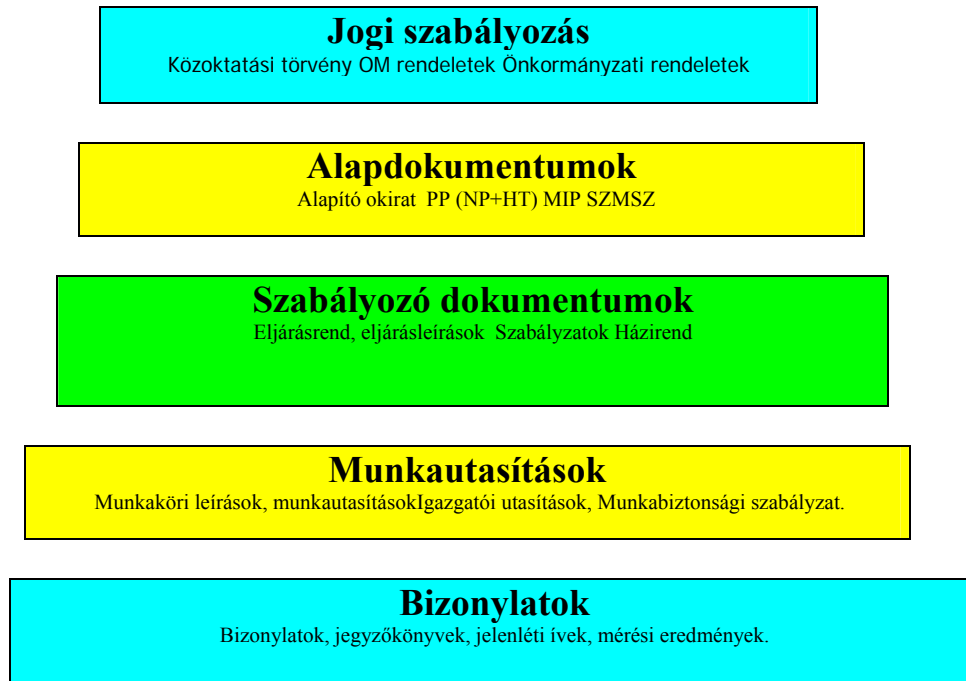 Jogi szabályozás
Közoktatási törvény OM rendeletek Önkormányzati rendeletek
Alapdokumentumok
Alapító okirat PP (NP+HT) MIP SZMSZ
Szabályozó dokumentumok
Eljárásrend, eljárásleírások Szabályzatok Házirend
Munkautasítások
Munkaköri leírások, munkautasításokIgazgatói utasítások, Munkabiztonsági szabályzat.
Bizonylatok
Bizonylatok, jegyzőkönyvek, jelenléti ívek, mérési eredmények.